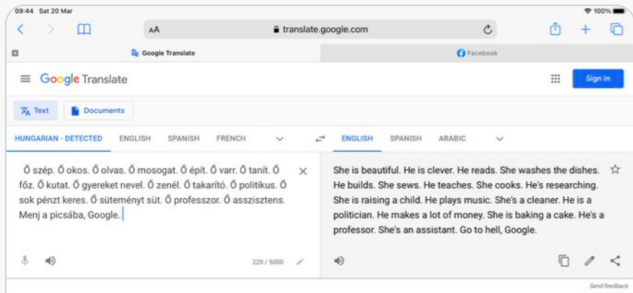 09:44 Sat 20 Mar
100%
AA
translate.google.com
Google Translate
Facebook
Google Translate
Sign in
Text
Documents
HUNGARIAN - DETECTED ENGLISH SPANISH FRENCH
ENGLISH SPANISH ARABIC
Ő szép. Ő okos. Ő olvas. Ő mosogat. Ő épít. Ő varr. Ő tanít. Ő
főz. Ő kutat. Ő gyereket nevel. Ő zenél. Ő takarító. Ő politikus. Ő
sok pénzt keres. Ő süteményt süt. Ő professzor. Ő asszisztens.
Menj a picsába, Google.
220 / 5000
She is beautiful. He is clever. He reads. She washes the dishes.
He builds. She sews. He teaches. She cooks. He's researching.
She is raising a child. He plays music. She's a cleaner. He is a
politician. He makes a lot of money. She is baking a cake. He's a
professor. She's an assistant. Go to hell, Google.
Send feedback